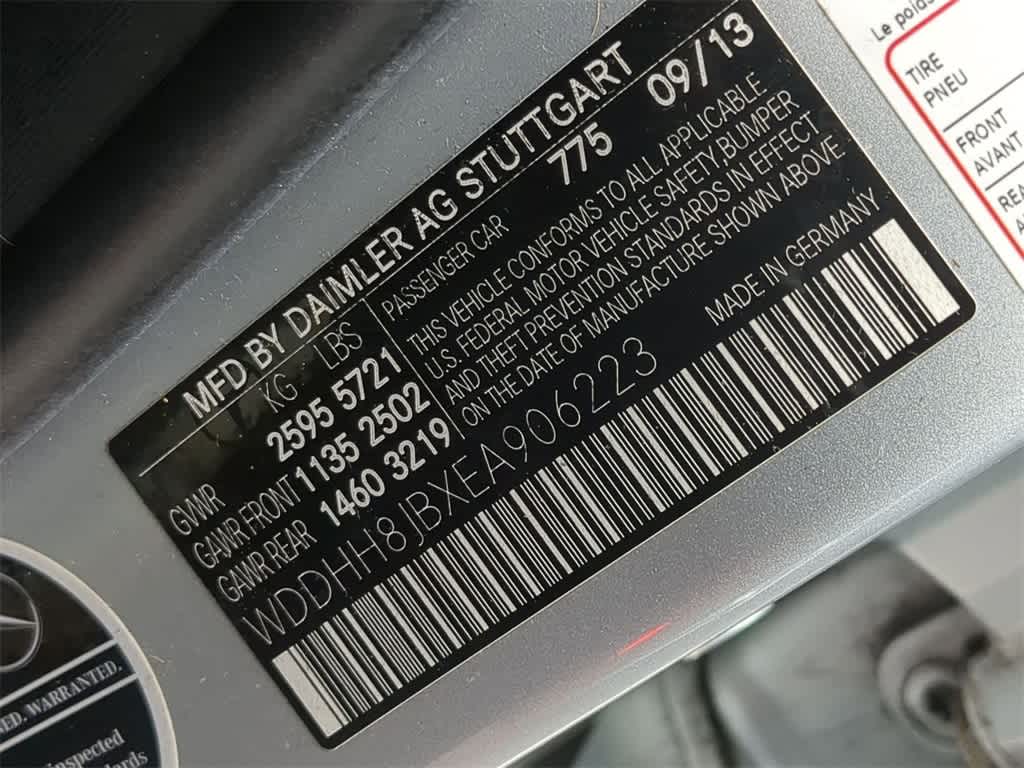 MFD BY DAIMLER AG STUTTGART 09/13
KG LBS PASSENGER CAR 775
GVWR 2595 5721
GAWR FRONT 1135 2502
GAWR REAR 1460 3219
THIS VEHICLE CONFORMS TO ALL APPLICABLE
U.S. FEDERAL MOTOR VEHICLE SAFETY, BUMPER
AND THEFT PREVENTION STANDARDS IN EFFECT
ON THE DATE OF MANUFACTURE SHOWN ABOVE
WDDHH8JBXEA906223 MADE IN GERMANY
Le
TIRE
PNEU
FRONT
AVANT
WARRANTED.